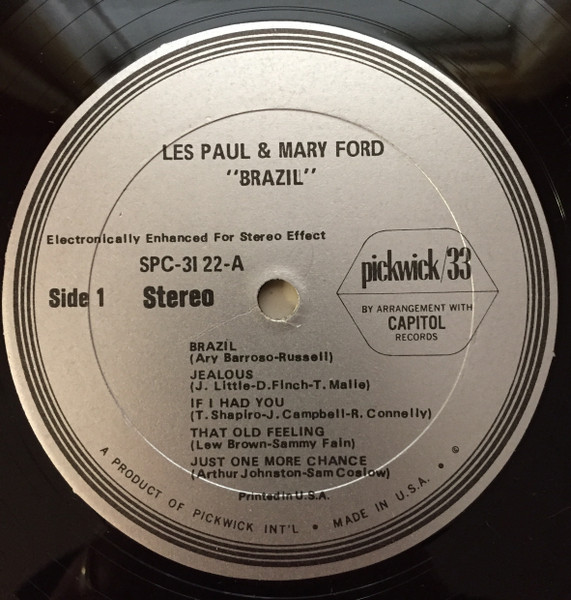 LES PAUL & MARY FORD
"BRAZIL"
Electronically Enhanced For Stereo Effect
SPC-3122-A
Side 1 Stereo
pickwick/33
BY ARRANGEMENT WITH
CAPITOL
RECORDS
BRAZIL
(Ary Barroso-Russell)
JEALOUS
(J. Little-D.Finch-T. Malie)
IF I HAD YOU
(T. Shapiro-J. Campbell-R. Connelly)
THAT OLD FEELING
(Lew Brown-Sammy Fain)
JUST ONE MORE CHANCE
(Arthur Johnston-Sam Coslow)
Printed in U.S.A.
A PRODUCT OF PICKWICK INT'L • MADE IN U.S.A. • ©